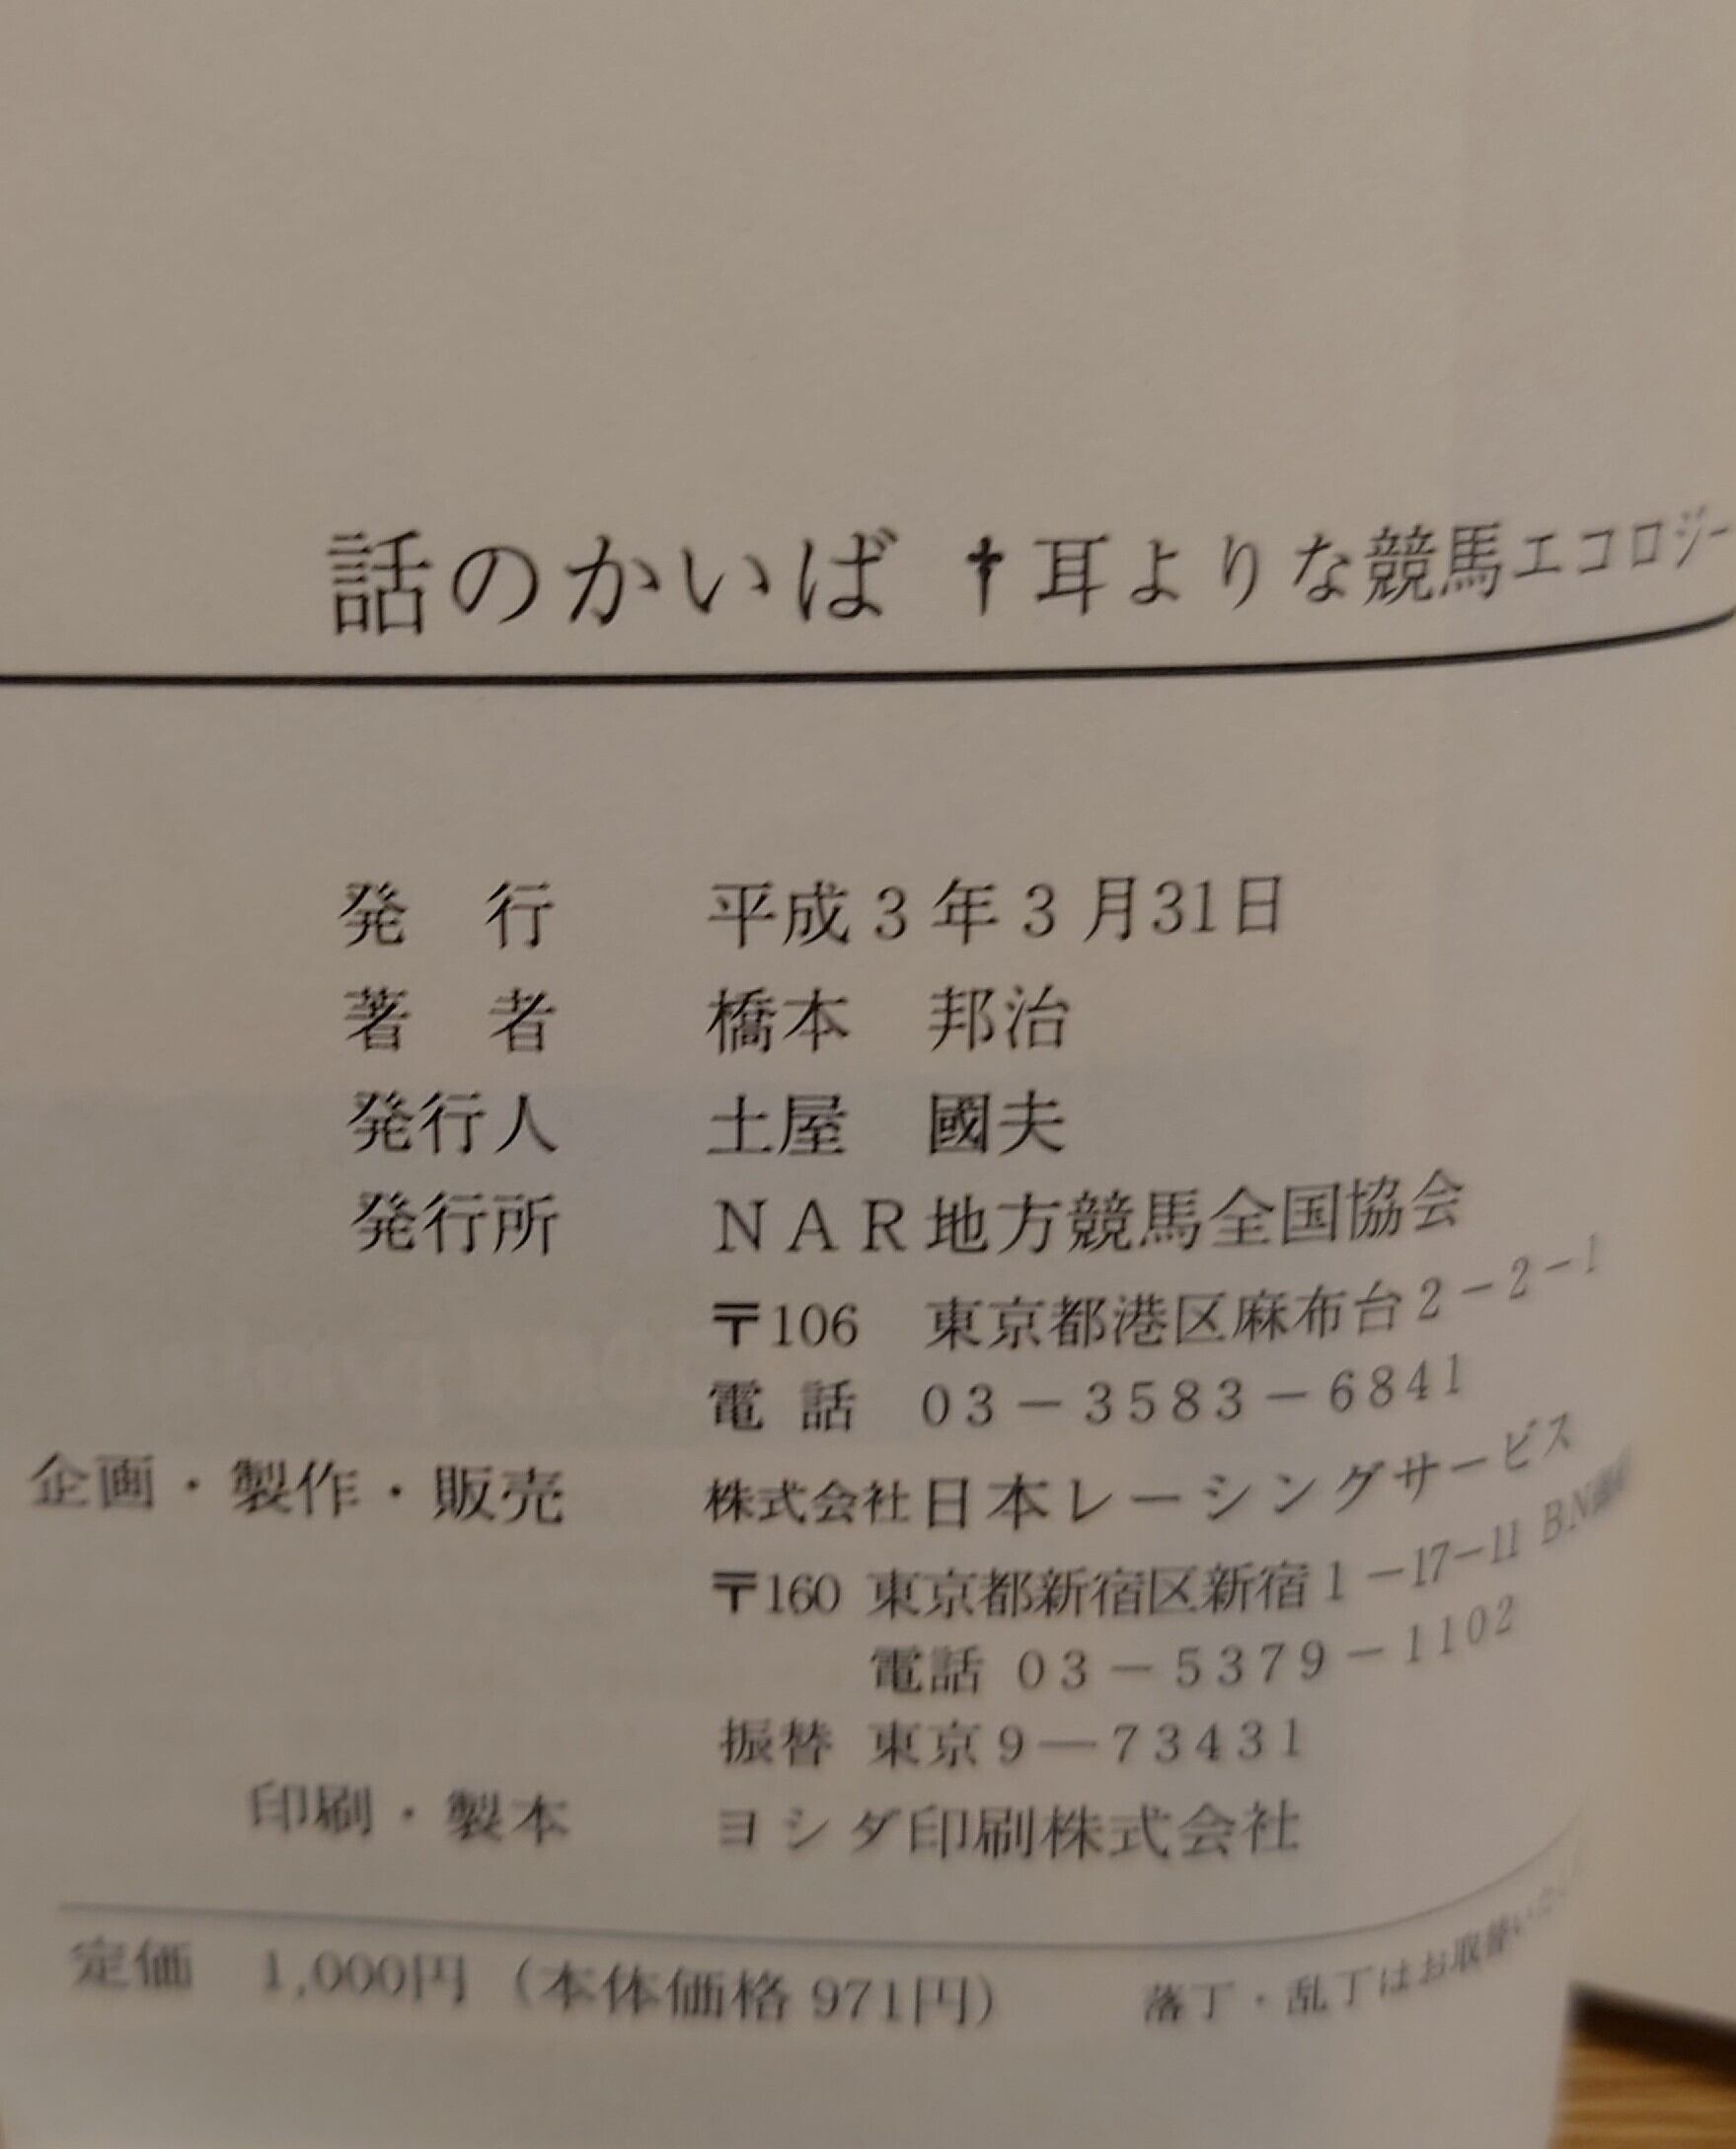 話のかいば †耳よりな競馬エコロジー
発 行 平成3年3月31日
著 者 橋本 邦治
発行人 土屋 國夫
発行所 NAR地方競馬全国協会
〒106 東京都港区麻布台2-2-1
電 話 03-3583-6841
企画・製作・販売 株式会社日本レーシングサービス
〒160 東京都新宿区新宿1-17-11 BN
電話 03-5379-1102
振替 東京9—73431
印刷・製本 ヨシダ印刷株式会社
定価 1,000円（本体価格971円） 落丁・乱丁はお取替い